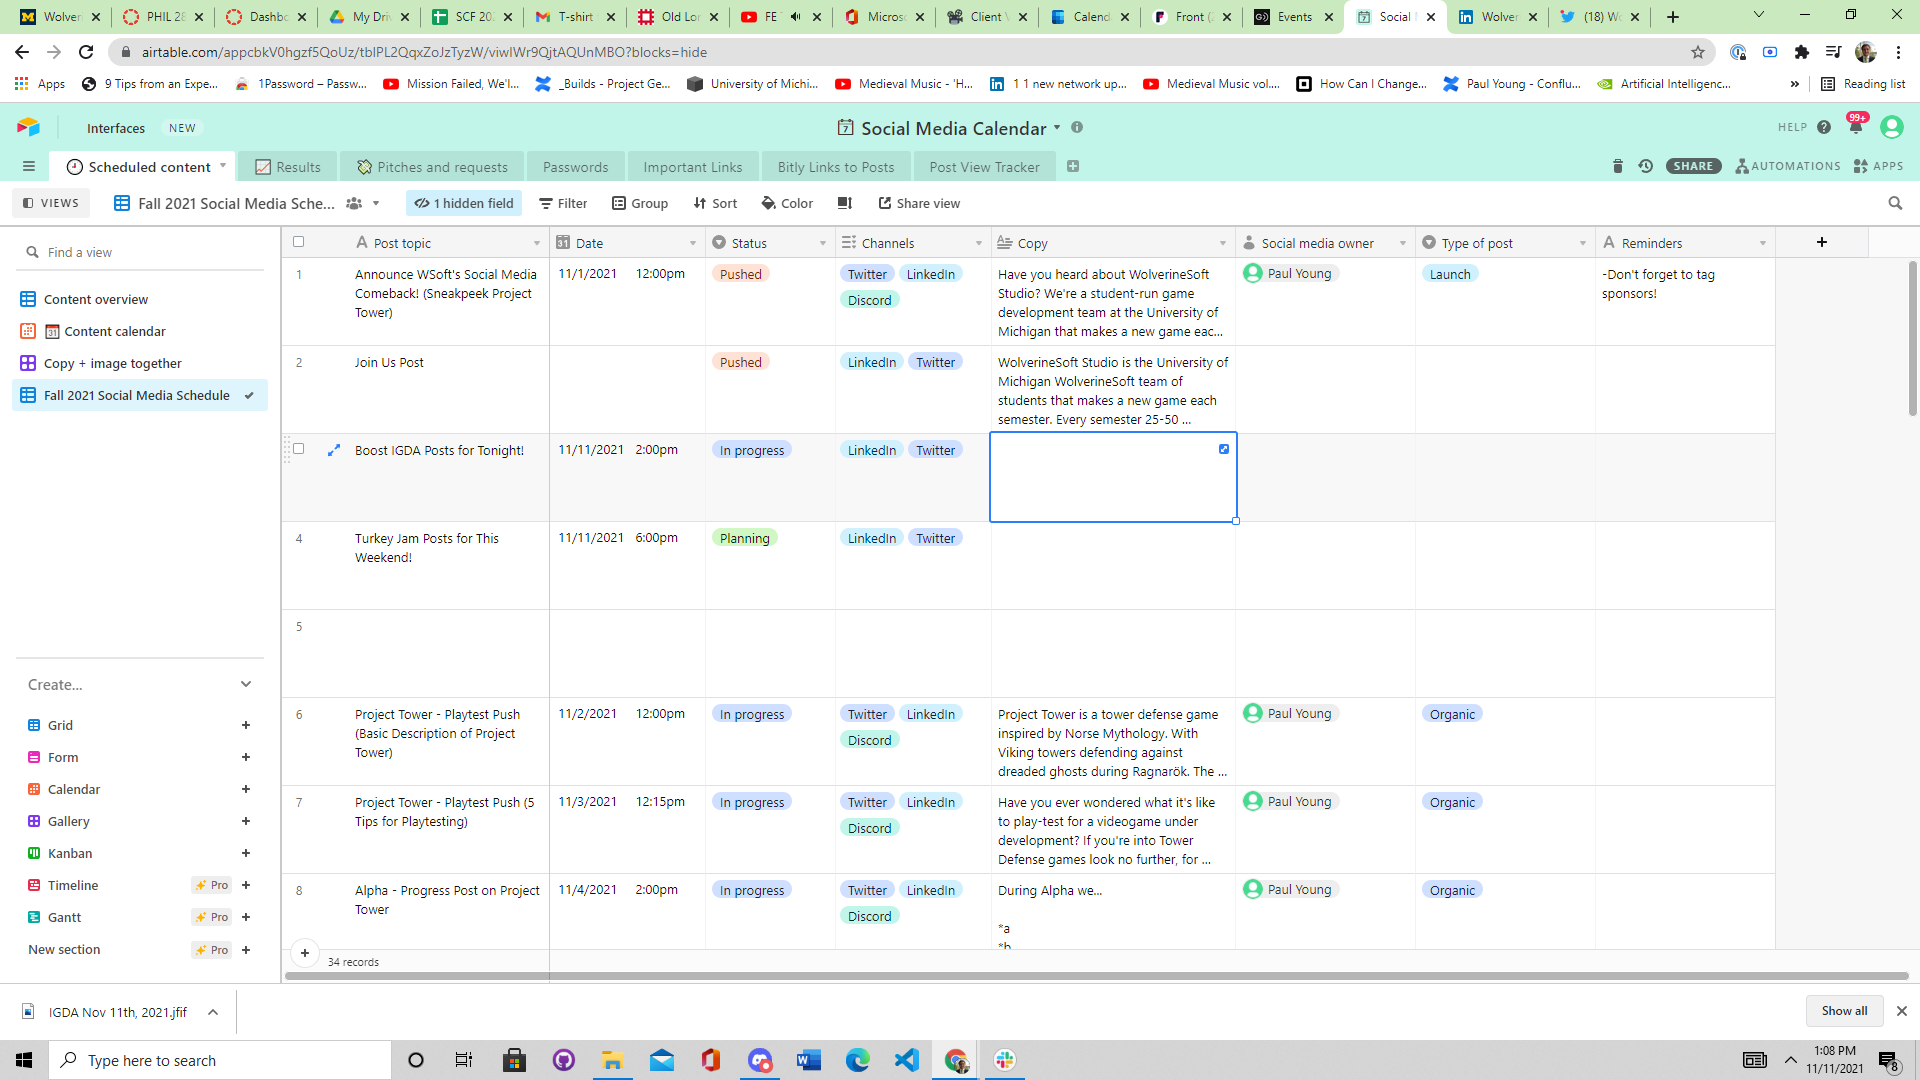 Wolver
PHIL 28
Dashbo
My Driv
SCF 202
T-shirt
Old Lor
FE
Microso
Client V
Calend
Front (
Events
Social
Wolver
(18) Wo
airtable.com/appcbkV0hgzf5QoUz/tblPL2QqxZoJzTyzW/viwIWr9QjtAQUnMBO?blocks=hide
Apps
9 Tips from an Expe...
1Password – Passw...
Mission Failed, We'l...
_Builds - Project Ge...
University of Michi...
Medieval Music - 'H...
1 1 new network up...
Medieval Music vol....
How Can I Change...
Paul Young - Conflu...
Artificial Intelligenc...
»
Reading list
Interfaces NEW
Social Media Calendar
HELP
99+
Scheduled content
Results
Pitches and requests
Passwords
Important Links
Bitly Links to Posts
Post View Tracker
SHARE
AUTOMATIONS
APPS
VIEWS
Fall 2021 Social Media Sche...
1 hidden field
Filter
Group
Sort
Color
Share view
Find a view
Content overview
Content calendar
Copy + image together
Fall 2021 Social Media Schedule
Create...
Grid
Form
Calendar
Gallery
Kanban
Timeline Pro
Gantt Pro
New section Pro
Post topic
Date
Status
Channels
Copy
Social media owner
Type of post
Reminders
1
Announce WSoft's Social Media
Comeback! (Sneakpeek Project
Tower)
11/1/2021 12:00pm
Pushed
Twitter LinkedIn
Discord
Have you heard about WolverineSoft
Studio? We're a student-run game
development team at the University of
Michigan that makes a new game eac...
Paul Young
Launch
-Don't forget to tag
sponsors!
2
Join Us Post
Pushed
LinkedIn Twitter
WolverineSoft Studio is the University of
Michigan WolverineSoft team of
students that makes a new game each
semester. Every semester 25-50 ...
Boost IGDA Posts for Tonight!
11/11/2021 2:00pm
In progress
LinkedIn Twitter
4
Turkey Jam Posts for This
Weekend!
11/11/2021 6:00pm
Planning
LinkedIn Twitter
5
6
Project Tower - Playtest Push
(Basic Description of Project
Tower)
11/2/2021 12:00pm
In progress
Twitter LinkedIn
Discord
Project Tower is a tower defense game
inspired by Norse Mythology. With
Viking towers defending against
dreaded ghosts during Ragnarök. The ...
Paul Young
Organic
7
Project Tower - Playtest Push (5
Tips for Playtesting)
11/3/2021 12:15pm
In progress
Twitter LinkedIn
Discord
Have you ever wondered what it's like
to play-test for a videogame under
development? If you're into Tower
Defense games look no further, for ...
Paul Young
Organic
8
Alpha - Progress Post on Project
Tower
11/4/2021 2:00pm
In progress
Twitter LinkedIn
Discord
During Alpha we...
*a
*b
Paul Young
Organic
34 records
IGDA Nov 11th, 2021.jfif
Show all
Type here to search
1:08 PM
11/11/2021
8